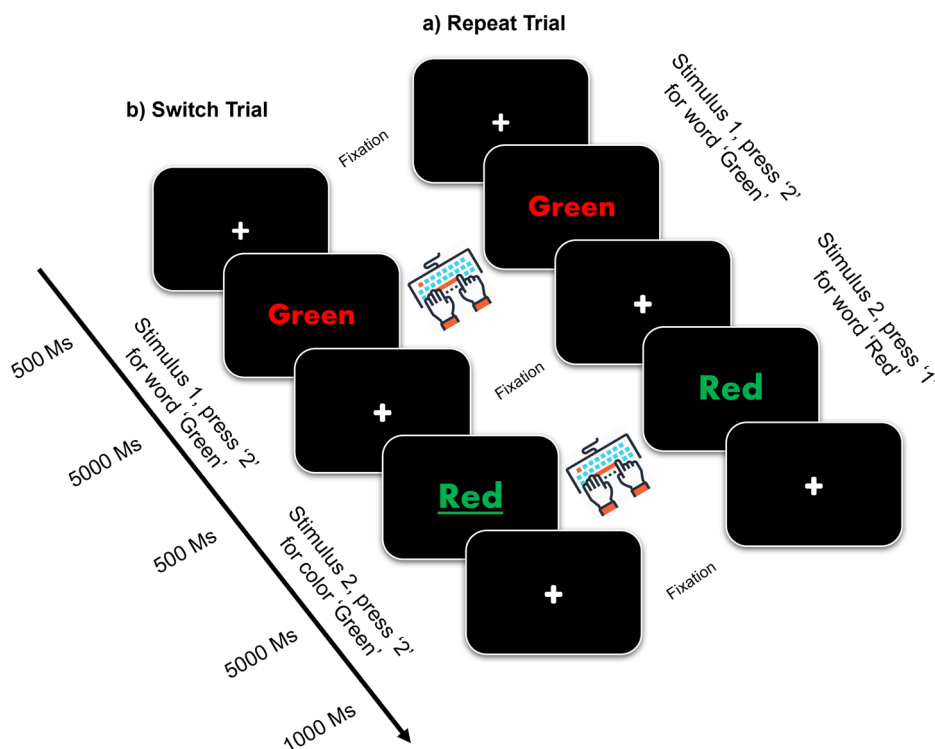 a) Repeat Trial
b) Switch Trial
Fixation
Stimulus 1, press ‘2’
for word ‘Green’
Green
Green
Stimulus 2, press ‘1’
for word ‘Red’
500 Ms
Stimulus 1, press ‘2’
for word ‘Green’
Fixation
Red
5000 Ms
Red
500 Ms
Stimulus 2, press ‘2’
for color ‘Green’
Fixation
5000 Ms
1000 Ms